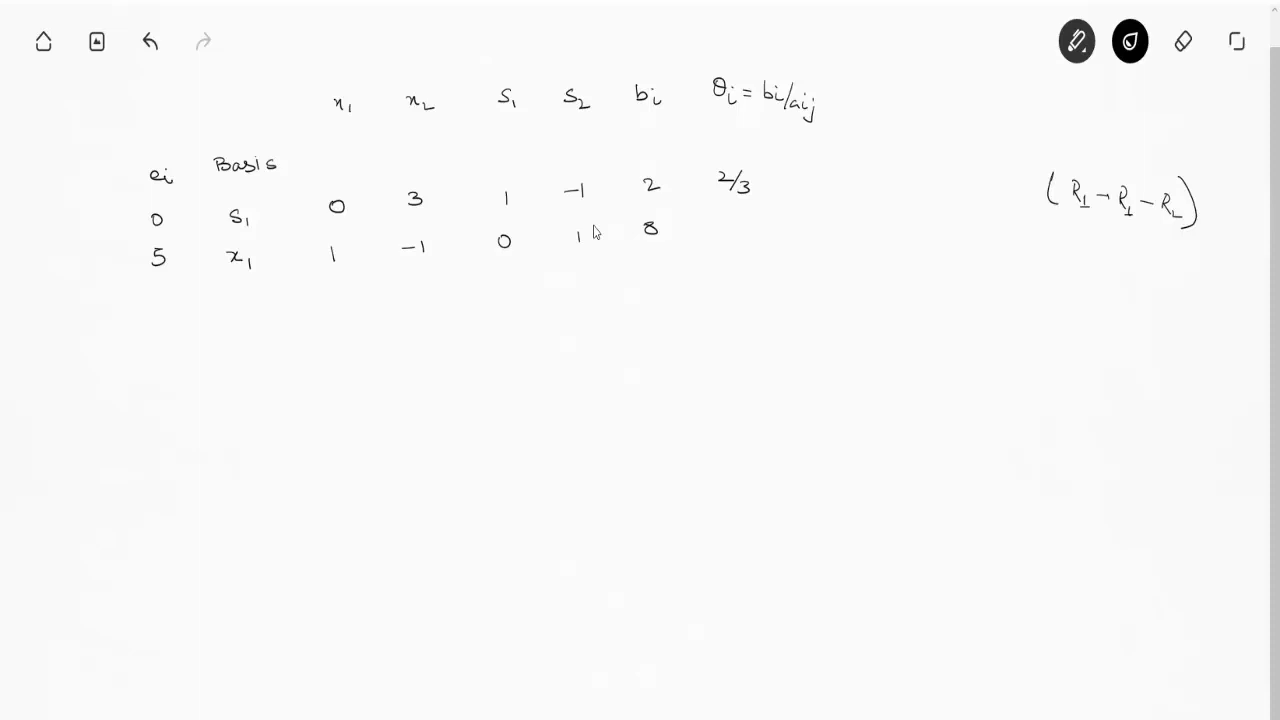 x₁ x₂ S₁ S₂ bi θi = bi/aij
ei Basis
0 S₁ 0 3 1 -1 2 2/3
5 x₁ 1 -1 0 1 8
(R₁ → R₁ - R₂)